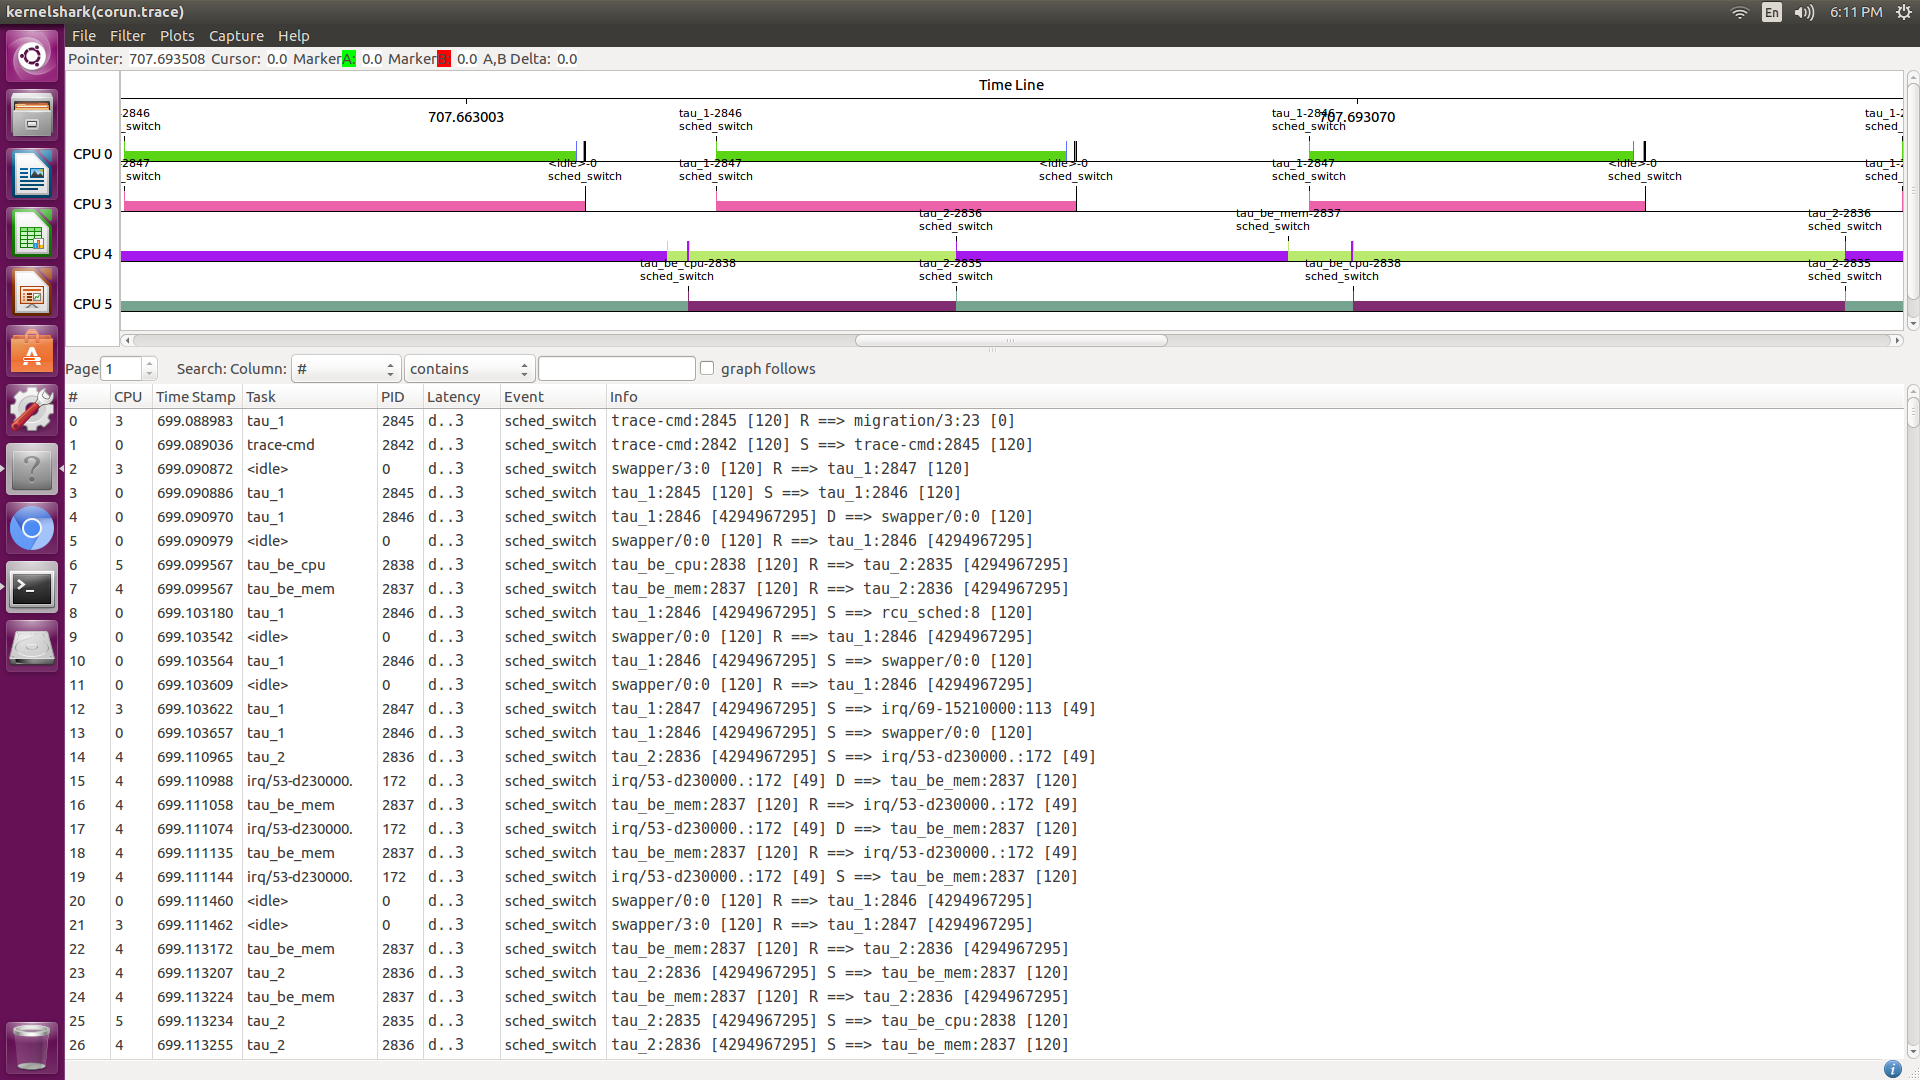 kernelshark(corun.trace)
En
6:11 PM
File Filter Plots Capture Help
Pointer: 707.693508 Cursor: 0.0 MarkerA: 0.0 Marker 0.0 A,B Delta: 0.0
Time Line
707.663003 707.693070
2846 tau_1-2846 tau_1-2846 tau_1-2
_switch sched_switch sched_switch sched_
CPU 0
2847 <idle>-0 tau_1-2847 <idle>-0 tau_1-2847 <idle>-0 tau_1-2
_switch sched_switch sched_switch sched_switch sched_switch sched_switch sched_
CPU 3
tau_2-2836 tau_be_mem-2837 tau_2-2836
sched_switch sched_switch sched_switch
CPU 4
tau_be_cpu-2838 tau_2-2835 tau_be_cpu-2838 tau_2-2835
sched_switch sched_switch sched_switch sched_switch
CPU 5
Page 1 Search: Column: # contains graph follows
# CPU Time Stamp Task PID Latency Event Info
0 3 699.088983 tau_1 2845 d..3 sched_switch trace-cmd:2845 [120] R ==> migration/3:23 [0]
1 0 699.089036 trace-cmd 2842 d..3 sched_switch trace-cmd:2842 [120] S ==> trace-cmd:2845 [120]
2 3 699.090872 <idle> 0 d..3 sched_switch swapper/3:0 [120] R ==> tau_1:2847 [120]
3 0 699.090886 tau_1 2845 d..3 sched_switch tau_1:2845 [120] S ==> tau_1:2846 [120]
4 0 699.090970 tau_1 2846 d..3 sched_switch tau_1:2846 [4294967295] D ==> swapper/0:0 [120]
5 0 699.090979 <idle> 0 d..3 sched_switch swapper/0:0 [120] R ==> tau_1:2846 [4294967295]
6 5 699.099567 tau_be_cpu 2838 d..3 sched_switch tau_be_cpu:2838 [120] R ==> tau_2:2835 [4294967295]
7 4 699.099567 tau_be_mem 2837 d..3 sched_switch tau_be_mem:2837 [120] R ==> tau_2:2836 [4294967295]
8 0 699.103180 tau_1 2846 d..3 sched_switch tau_1:2846 [4294967295] S ==> rcu_sched:8 [120]
9 0 699.103542 <idle> 0 d..3 sched_switch swapper/0:0 [120] R ==> tau_1:2846 [4294967295]
10 0 699.103564 tau_1 2846 d..3 sched_switch tau_1:2846 [4294967295] S ==> swapper/0:0 [120]
11 0 699.103609 <idle> 0 d..3 sched_switch swapper/0:0 [120] R ==> tau_1:2846 [4294967295]
12 3 699.103622 tau_1 2847 d..3 sched_switch tau_1:2847 [4294967295] S ==> irq/69-15210000:113 [49]
13 0 699.103657 tau_1 2846 d..3 sched_switch tau_1:2846 [4294967295] S ==> swapper/0:0 [120]
14 4 699.110965 tau_2 2836 d..3 sched_switch tau_2:2836 [4294967295] S ==> irq/53-d230000.:172 [49]
15 4 699.110988 irq/53-d230000. 172 d..3 sched_switch irq/53-d230000.:172 [49] D ==> tau_be_mem:2837 [120]
16 4 699.111058 tau_be_mem 2837 d..3 sched_switch tau_be_mem:2837 [120] R ==> irq/53-d230000.:172 [49]
17 4 699.111074 irq/53-d230000. 172 d..3 sched_switch irq/53-d230000.:172 [49] D ==> tau_be_mem:2837 [120]
18 4 699.111135 tau_be_mem 2837 d..3 sched_switch tau_be_mem:2837 [120] R ==> irq/53-d230000.:172 [49]
19 4 699.111144 irq/53-d230000. 172 d..3 sched_switch irq/53-d230000.:172 [49] S ==> tau_be_mem:2837 [120]
20 0 699.111460 <idle> 0 d..3 sched_switch swapper/0:0 [120] R ==> tau_1:2846 [4294967295]
21 3 699.111462 <idle> 0 d..3 sched_switch swapper/3:0 [120] R ==> tau_1:2847 [4294967295]
22 4 699.113172 tau_be_mem 2837 d..3 sched_switch tau_be_mem:2837 [120] R ==> tau_2:2836 [4294967295]
23 4 699.113207 tau_2 2836 d..3 sched_switch tau_2:2836 [4294967295] S ==> tau_be_mem:2837 [120]
24 4 699.113224 tau_be_mem 2837 d..3 sched_switch tau_be_mem:2837 [120] R ==> tau_2:2836 [4294967295]
25 5 699.113234 tau_2 2835 d..3 sched_switch tau_2:2835 [4294967295] S ==> tau_be_cpu:2838 [120]
26 4 699.113255 tau_2 2836 d..3 sched_switch tau_2:2836 [4294967295] S ==> tau_be_mem:2837 [120]